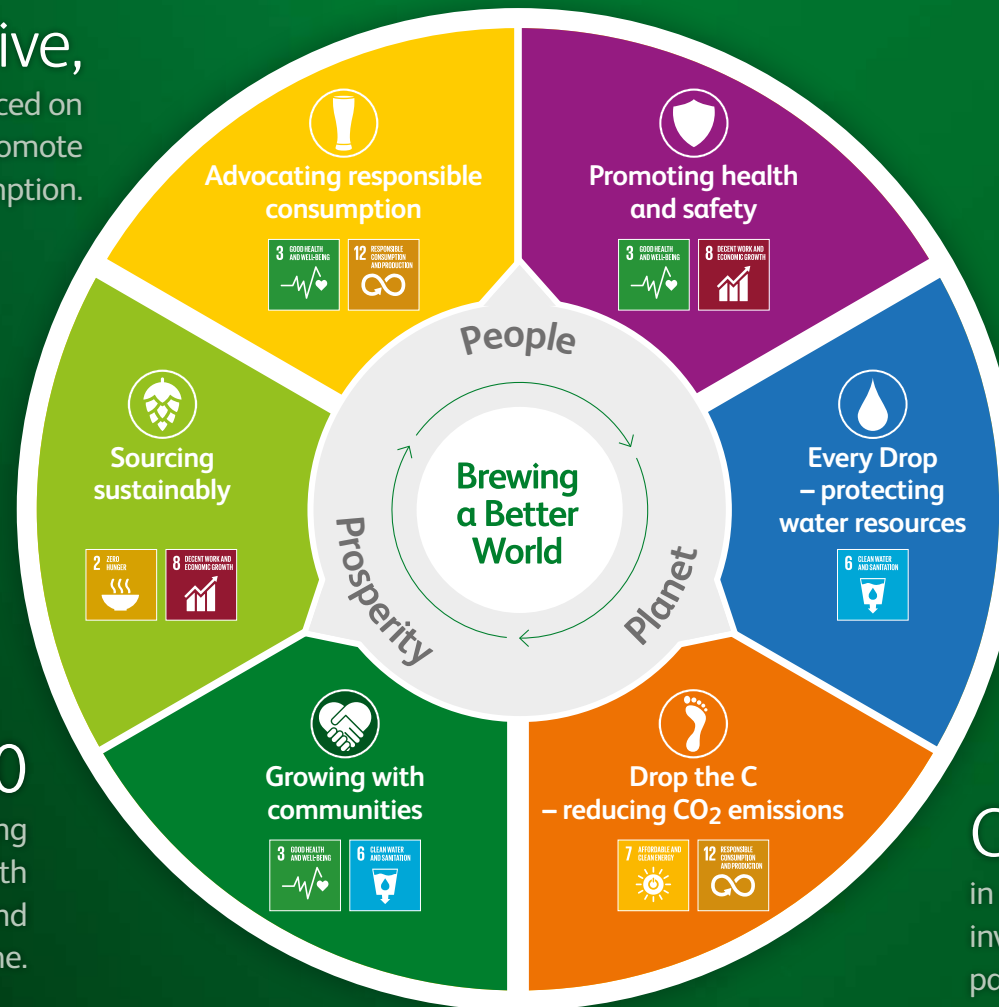 ive,
ced on
omote
mption.
Advocating responsible
consumption
3 GOOD HEALTH
AND WELL-BEING
12 RESPONSIBLE
CONSUMPTION
AND PRODUCTION
Promoting health
and safety
3 GOOD HEALTH
AND WELL-BEING
8 DECENT WORK AND
ECONOMIC GROWTH
People
Sourcing
sustainably
2 ZERO
HUNGER
8 DECENT WORK AND
ECONOMIC GROWTH
Brewing
a Better
World
Every Drop
– protecting
water resources
6 CLEAN WATER
AND SANITATION
Prosperity
Planet
Growing with
communities
3 GOOD HEALTH
AND WELL-BEING
6 CLEAN WATER
AND SANITATION
Drop the C
– reducing CO2 emissions
7 AFFORDABLE AND
CLEAN ENERGY
12 RESPONSIBLE
CONSUMPTION
AND PRODUCTION
0
ng
th
nd
ne.
in
inv